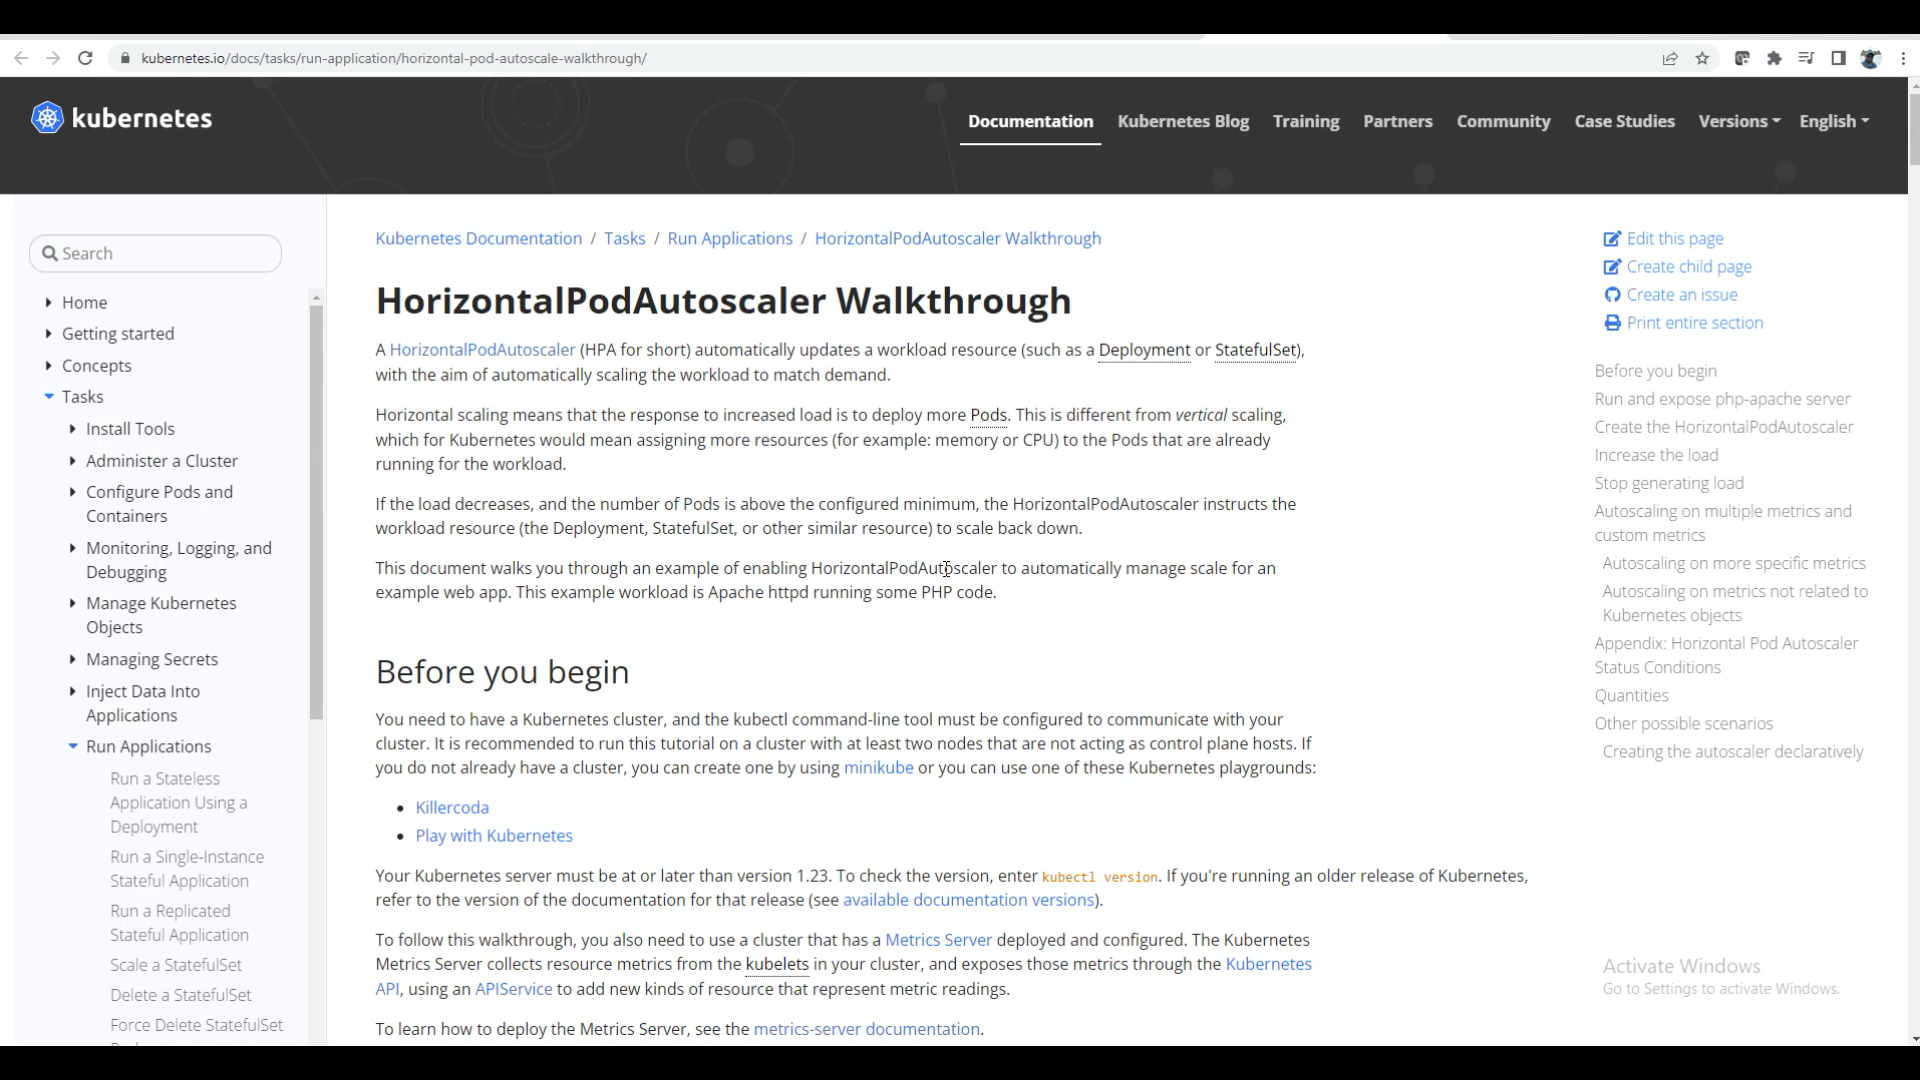 kubernetes.io/docs/tasks/run-application/horizontal-pod-autoscale-walkthrough/
kubernetes
Documentation
Kubernetes Blog
Training
Partners
Community
Case Studies
Versions
English
Search
Home
Getting started
Concepts
Tasks
Install Tools
Administer a Cluster
Configure Pods and
Containers
Monitoring, Logging, and
Debugging
Manage Kubernetes
Objects
Managing Secrets
Inject Data Into
Applications
Run Applications
Run a Stateless
Application Using a
Deployment
Run a Single-Instance
Stateful Application
Run a Replicated
Stateful Application
Scale a StatefulSet
Delete a StatefulSet
Force Delete StatefulSet
Kubernetes Documentation / Tasks / Run Applications / HorizontalPodAutoscaler Walkthrough
HorizontalPodAutoscaler Walkthrough
A HorizontalPodAutoscaler (HPA for short) automatically updates a workload resource (such as a Deployment or StatefulSet),
with the aim of automatically scaling the workload to match demand.
Horizontal scaling means that the response to increased load is to deploy more Pods. This is different from vertical scaling,
which for Kubernetes would mean assigning more resources (for example: memory or CPU) to the Pods that are already
running for the workload.
If the load decreases, and the number of Pods is above the configured minimum, the HorizontalPodAutoscaler instructs the
workload resource (the Deployment, StatefulSet, or other similar resource) to scale back down.
This document walks you through an example of enabling HorizontalPodAutoscaler to automatically manage scale for an
example web app. This example workload is Apache httpd running some PHP code.
Before you begin
You need to have a Kubernetes cluster, and the kubectl command-line tool must be configured to communicate with your
cluster. It is recommended to run this tutorial on a cluster with at least two nodes that are not acting as control plane hosts. If
you do not already have a cluster, you can create one by using minikube or you can use one of these Kubernetes playgrounds:
Killercoda
Play with Kubernetes
Your Kubernetes server must be at or later than version 1.23. To check the version, enter kubectl version. If you're running an older release of Kubernetes,
refer to the version of the documentation for that release (see available documentation versions).
To follow this walkthrough, you also need to use a cluster that has a Metrics Server deployed and configured. The Kubernetes
Metrics Server collects resource metrics from the kubelets in your cluster, and exposes those metrics through the Kubernetes
API, using an APIService to add new kinds of resource that represent metric readings.
To learn how to deploy the Metrics Server, see the metrics-server documentation.
Edit this page
Create child page
Create an issue
Print entire section
Before you begin
Run and expose php-apache server
Create the HorizontalPodAutoscaler
Increase the load
Stop generating load
Autoscaling on multiple metrics and
custom metrics
Autoscaling on more specific metrics
Autoscaling on metrics not related to
Kubernetes objects
Appendix: Horizontal Pod Autoscaler
Status Conditions
Quantities
Other possible scenarios
Creating the autoscaler declaratively
Activate Windows
Go to Settings to activate Windows.